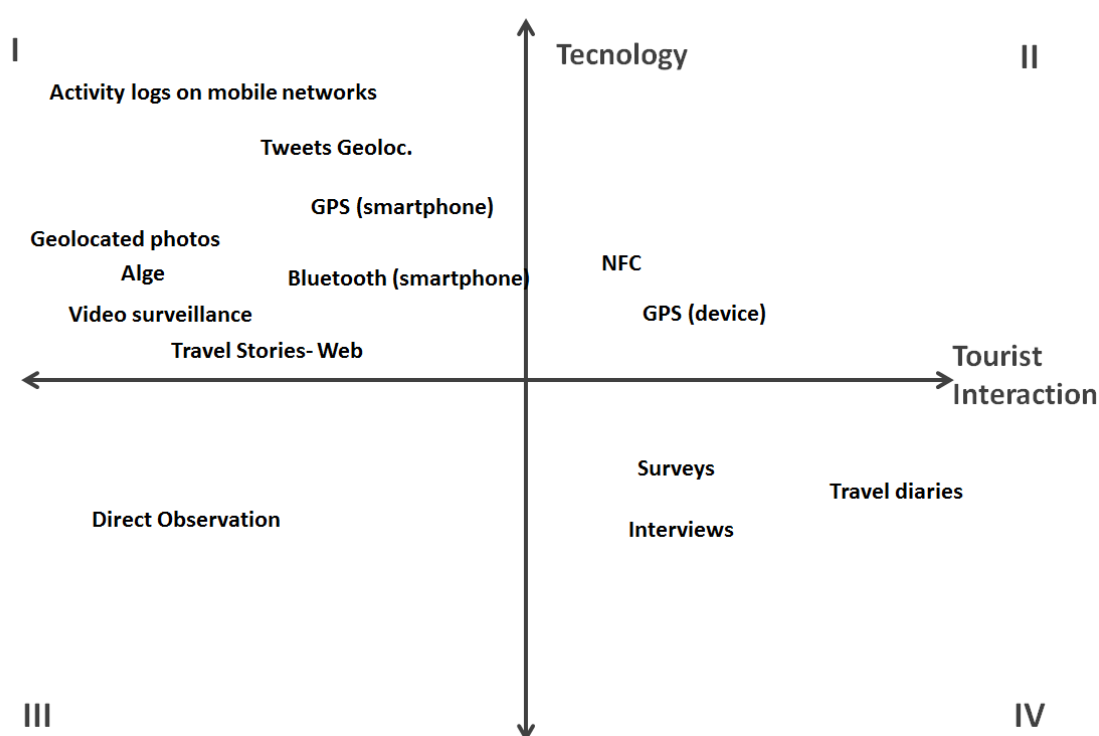 I
Tecnology
II
Activity logs on mobile networks
Tweets Geoloc.
GPS (smartphone)
Geolocated photos
NFC
Alge
Bluetooth (smartphone)
Video surveillance
GPS (device)
Travel Stories- Web
Tourist
Interaction
Surveys
Travel diaries
Direct Observation
Interviews
III
IV